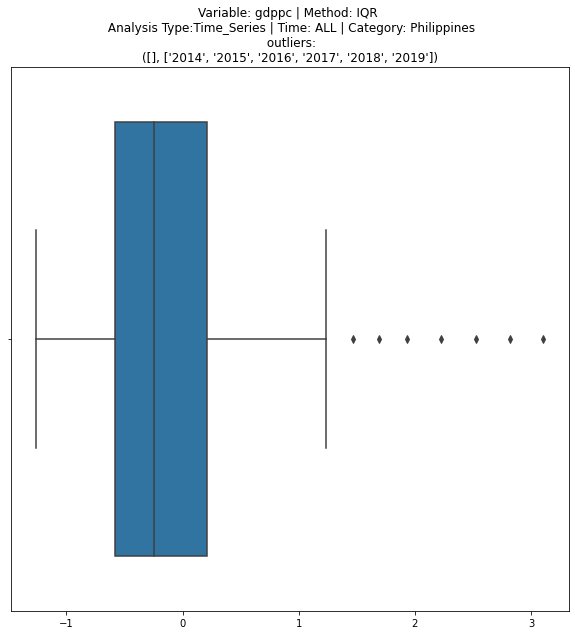 Variable: gdppc | Method: IQR
Analysis Type:Time_Series | Time: ALL | Category: Philippines
outliers:
([], ['2014', '2015', '2016', '2017', '2018', '2019'])
−1 0 1 2 3